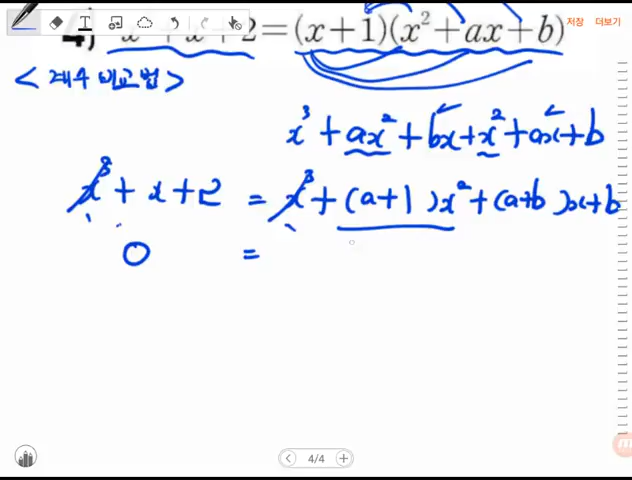 저장 더보기
4) x³ + x + 2 = (x+1)(x² + ax + b)
< 계수 비교법 >
x³ + ax² + bx + x² + ax + b
x³ + x + 2 = x³ + (a+1)x² + (a+b)x + b
0 =
4/4